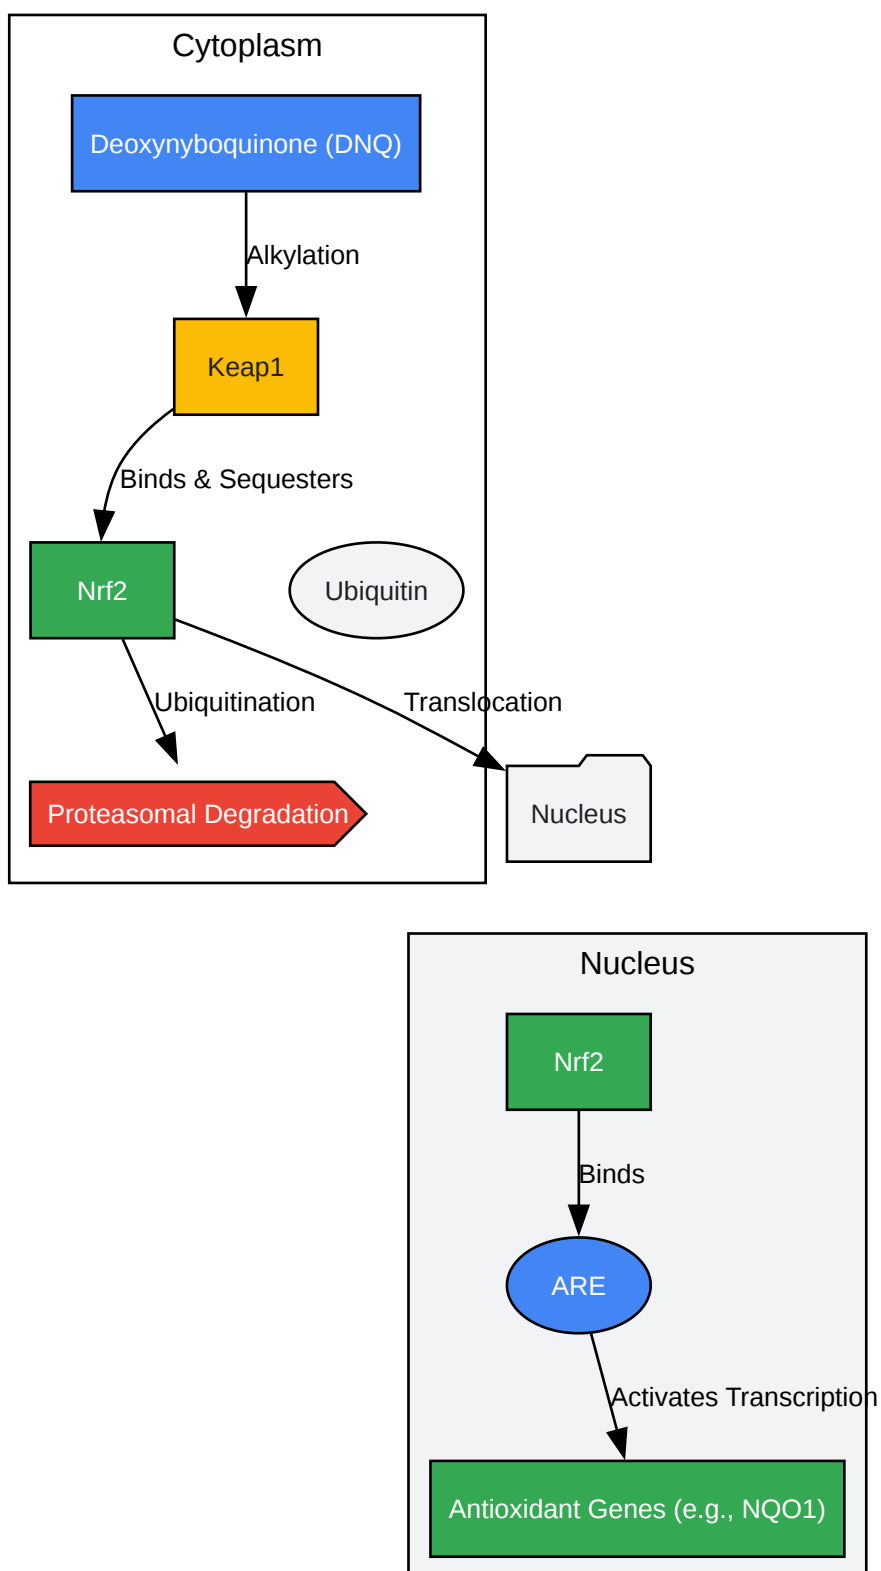 Cytoplasm
Deoxynyboquinone (DNQ)
Alkylation
Keap1
Binds & Sequesters
Nrf2
Ubiquitin
Ubiquitination
Translocation
Proteasomal Degradation
Nucleus
Nucleus
Nrf2
Binds
ARE
Activates Transcription
Antioxidant Genes (e.g., NQO1)